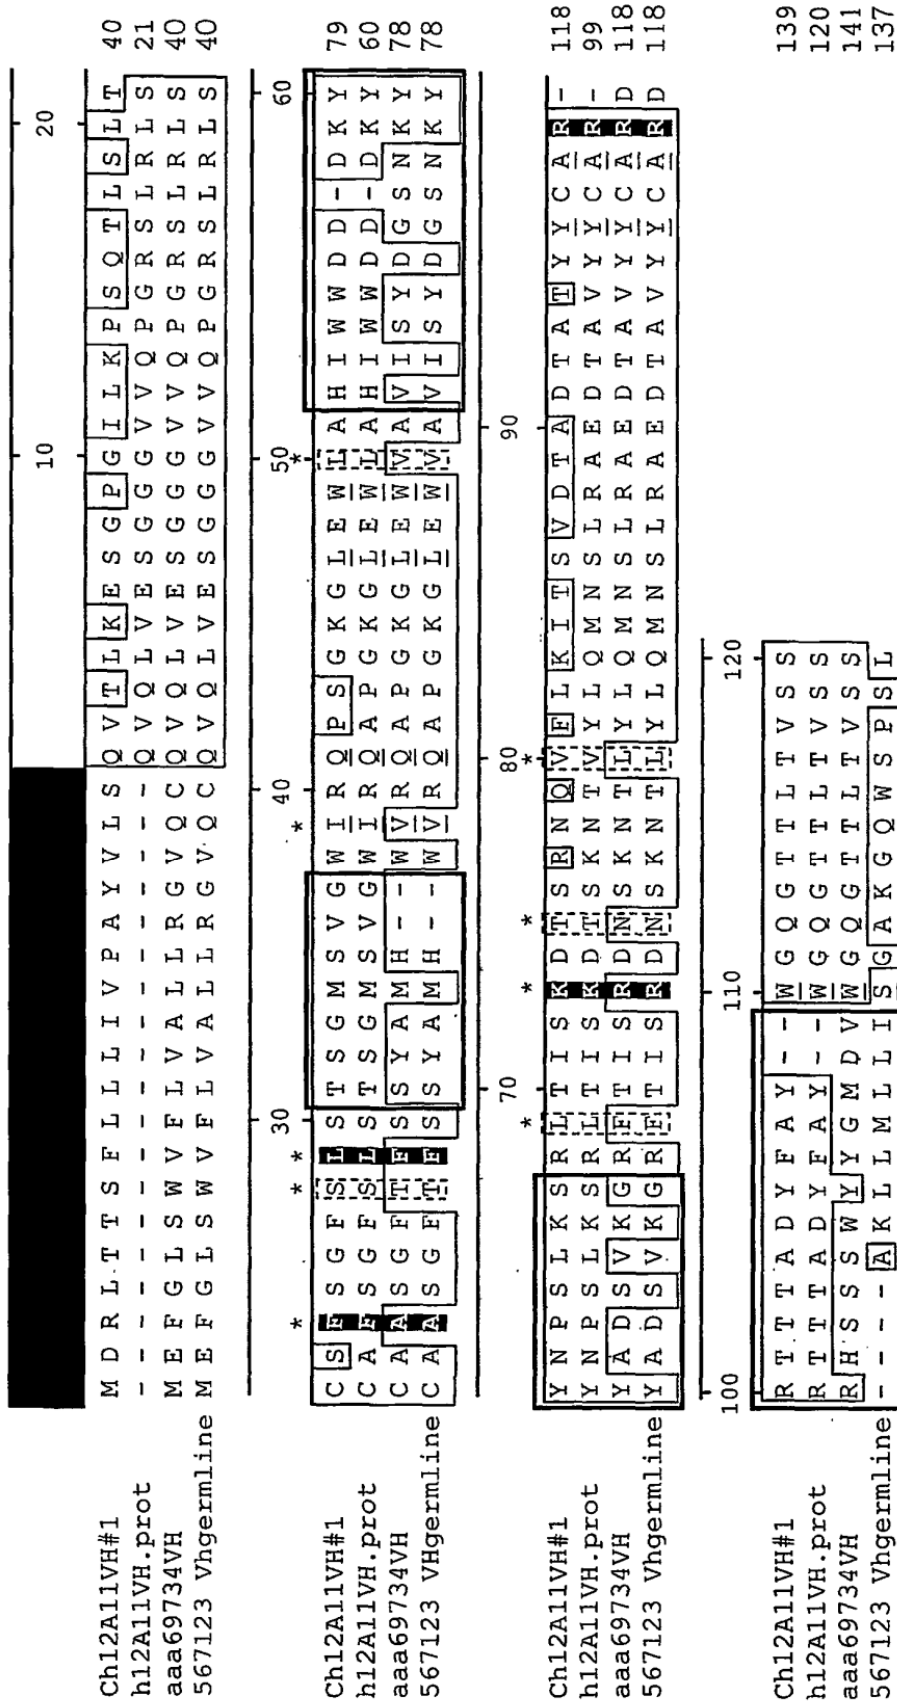 10 20
Ch12A11VH#1 M D R L T T S F L L L I V P A Y V L S Q V T L K E S G P G I L K P S Q T L S L T 40
h12A11VH.prot - - - - - - - - - - - - - - - - - - - Q V Q L V E S G G G V V Q P G R S L R L S 21
aaa69734VH M E F G L S W V F L V A L L R G V Q C Q V Q L V E S G G G V V Q P G R S L R L S 40
567123 Vhgermline M E F G L S W V F L V A L L R G V Q C Q V Q L V E S G G G V V Q P G R S L R L S 40
30 40 50 60
* * * * *
Ch12A11VH#1 C S F S G F S L S T S G M S V G W I R Q P S G K G L E W L A H I W W D D - D K Y 79
h12A11VH.prot C A F S G F S L S T S G M S V G W I R Q A P G K G L E W L A H I W W D D - D K Y 60
aaa69734VH C A A S G F T F S S Y A M H - - W V R Q A P G K G L E W V A V I S Y D G S N K Y 78
567123 VHgermline C A A S G F T F S S Y A M H - - W V R Q A P G K G L E W V A V I S Y D G S N K Y 78
70 80 90
* * * *
Ch12A11VH#1 Y N P S L K S R L T I S K D T S R N Q V F L K I T S V D T A D T A T Y Y C A R - 118
h12A11VH.prot Y N P S L K S R L T I S K D T S K N T V Y L Q M N S L R A E D T A V Y Y C A R - 99
aaa69734VH Y A D S V K G R F T I S R D N S K N T L Y L Q M N S L R A E D T A V Y Y C A R D 118
567123 Vhgermline Y A D S V K G R F T I S R D N S K N T L Y L Q M N S L R A E D T A V Y Y C A R D 118
100 110 120
Ch12A11VH#1 R T T T A D Y F A Y - - W G Q G T T L T V S S 139
h12A11VH.prot R T T T A D Y F A Y - - W G Q G T T L T V S S 120
aaa69734VH R H S S S W Y Y G M D V W G Q G T T L T V S S 141
567123 Vhgermline - - - - A K L L M L L I S G A K G Q W S P S L 137